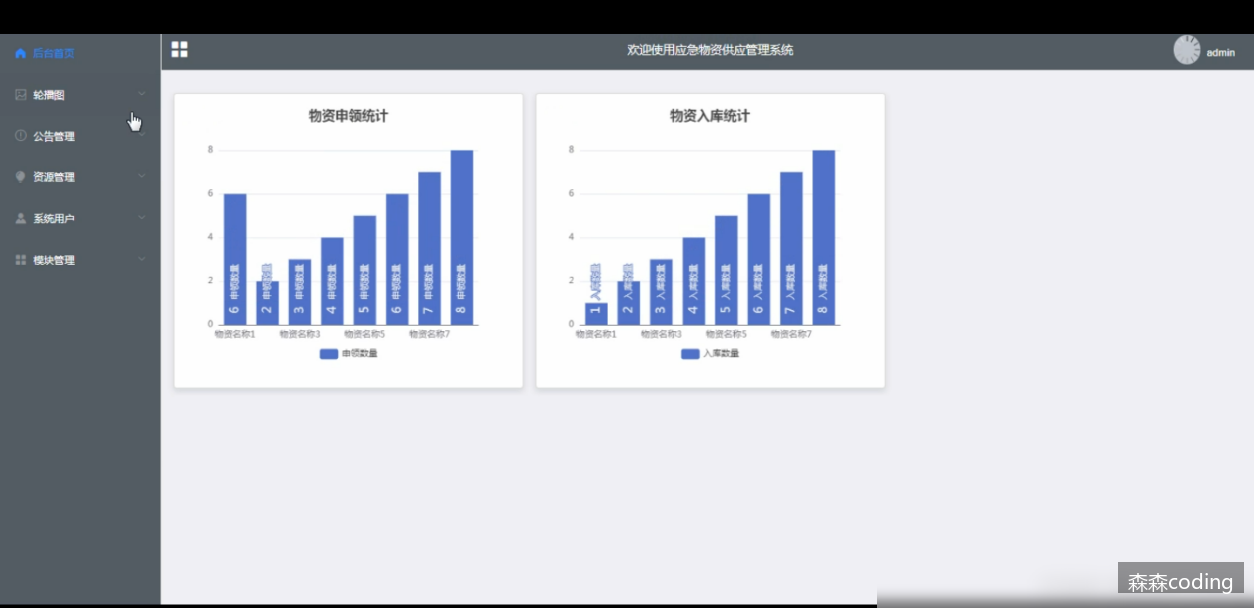 后台首页
轮播图
公告管理
资源管理
系统用户
模块管理
欢迎使用应急物资供应管理系统
admin
物资申领统计
8
6
4
2
0
6 申领数量
2 申领数量
3 申领数量
4 申领数量
5 申领数量
6 申领数量
7 申领数量
8 申领数量
物资名称1
物资名称3
物资名称5
物资名称7
申领数量
物资入库统计
8
6
4
2
0
1 入库数量
2 入库数量
3 入库数量
4 入库数量
5 入库数量
6 入库数量
7 入库数量
8 入库数量
物资名称1
物资名称3
物资名称5
物资名称7
入库数量
森森coding